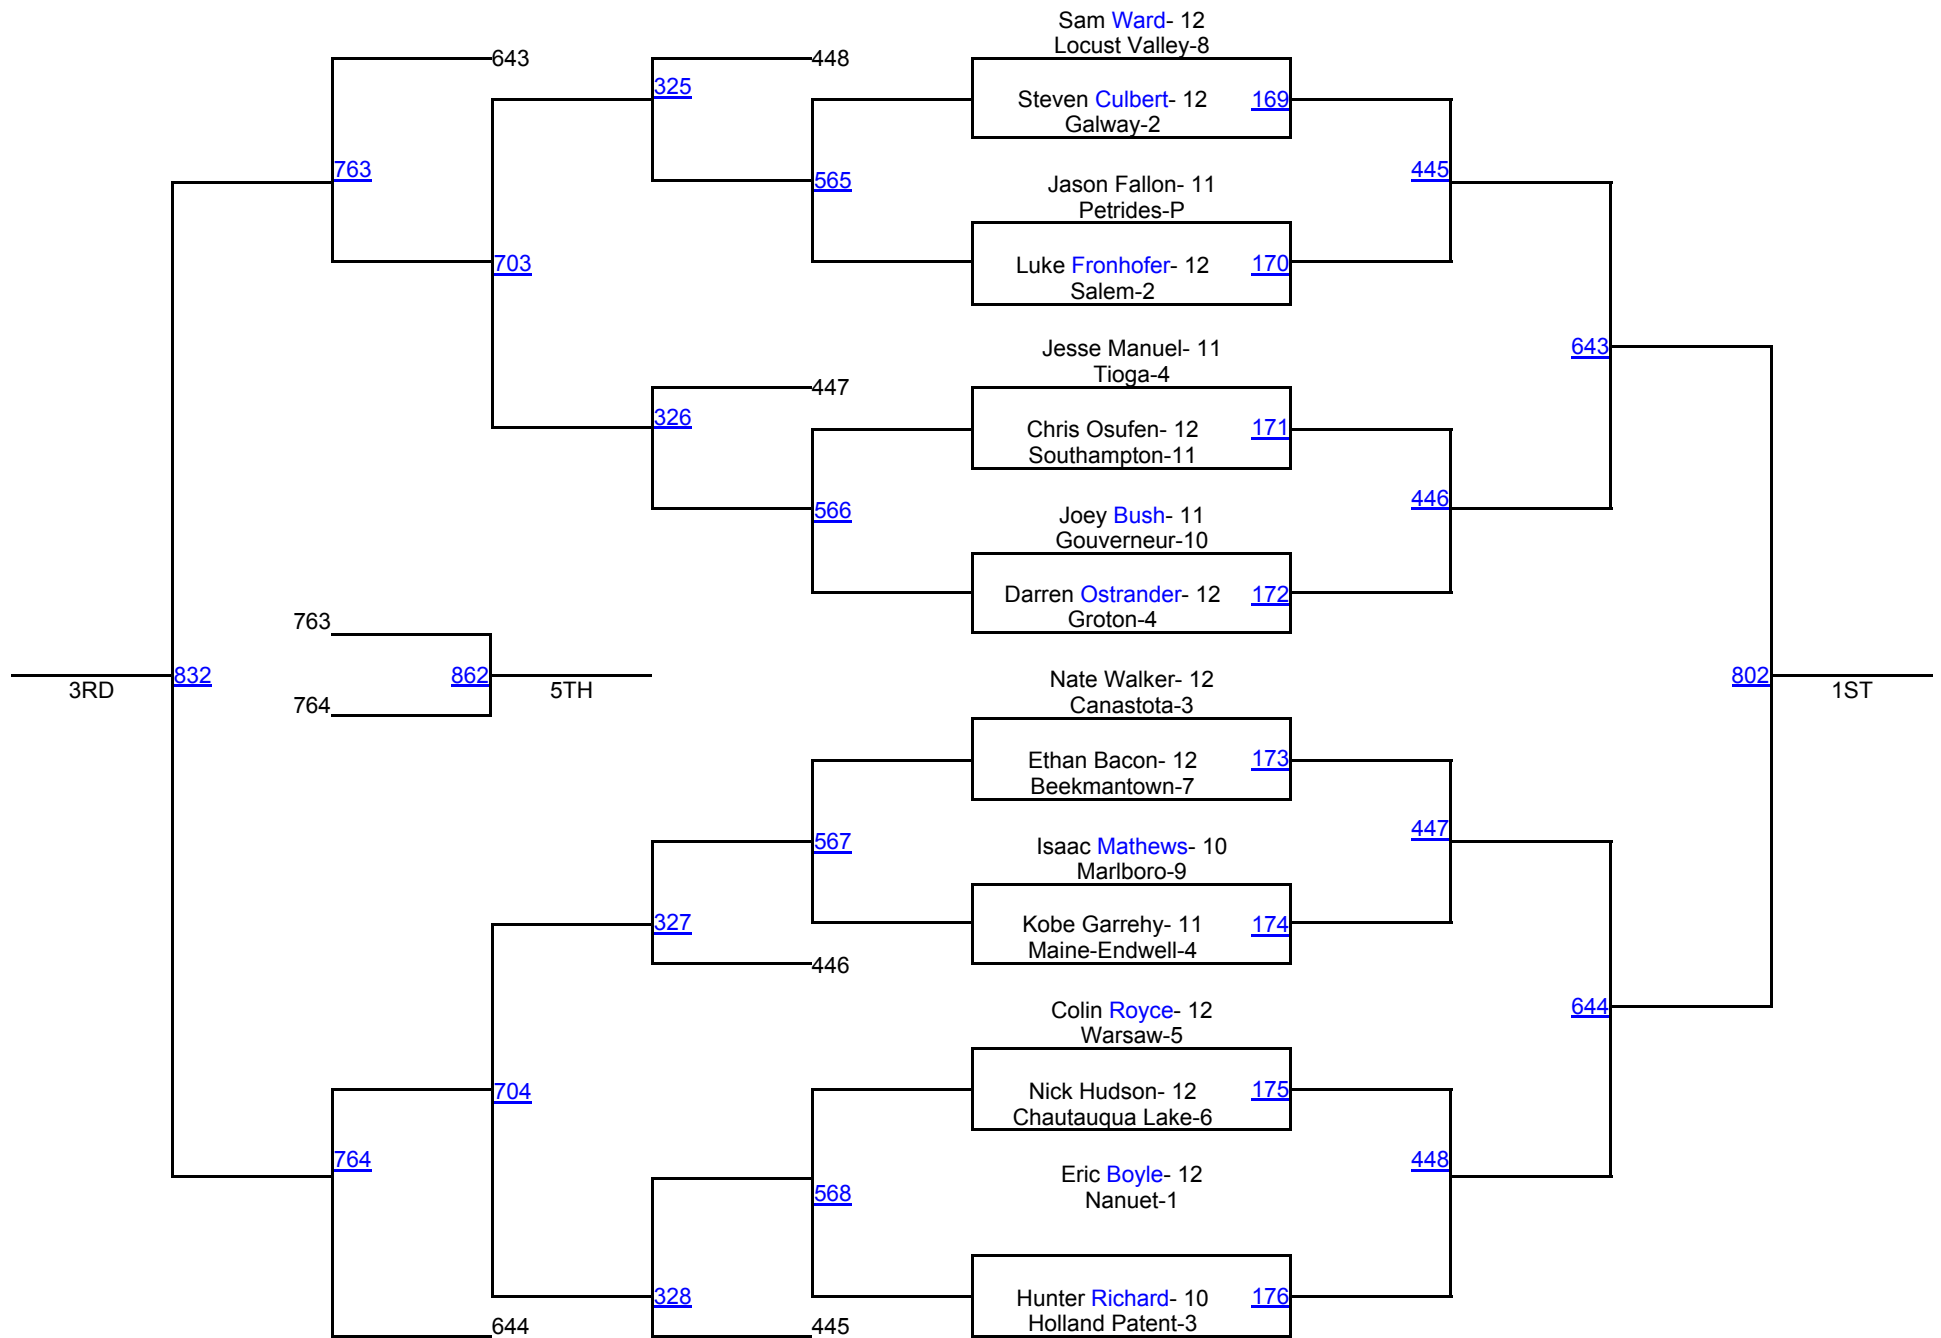 Sam Ward- 12
Locust Valley-8
643
448
325
Steven Culbert- 12
169
Galway-2
763
565
445
Jason Fallon- 11
Petrides-P
703
Luke Fronhofer- 12
170
Salem-2
Jesse Manuel- 11
643
Tioga-4
447
326
Chris Osufen- 12
171
Southampton-11
446
566
Joey Bush- 11
Gouverneur-10
Darren Ostrander- 12
172
Groton-4
763
832
862
802
3RD
5TH
1ST
Nate Walker- 12
Canastota-3
764
Ethan Bacon- 12
173
Beekmantown-7
447
567
Isaac Mathews- 10
Marlboro-9
327
Kobe Garrehy- 11
174
Maine-Endwell-4
446
Colin Royce- 12
644
Warsaw-5
704
Nick Hudson- 12
175
Chautauqua Lake-6
764
448
Eric Boyle- 12
568
Nanuet-1
328
Hunter Richard- 10
176
Holland Patent-3
644
445